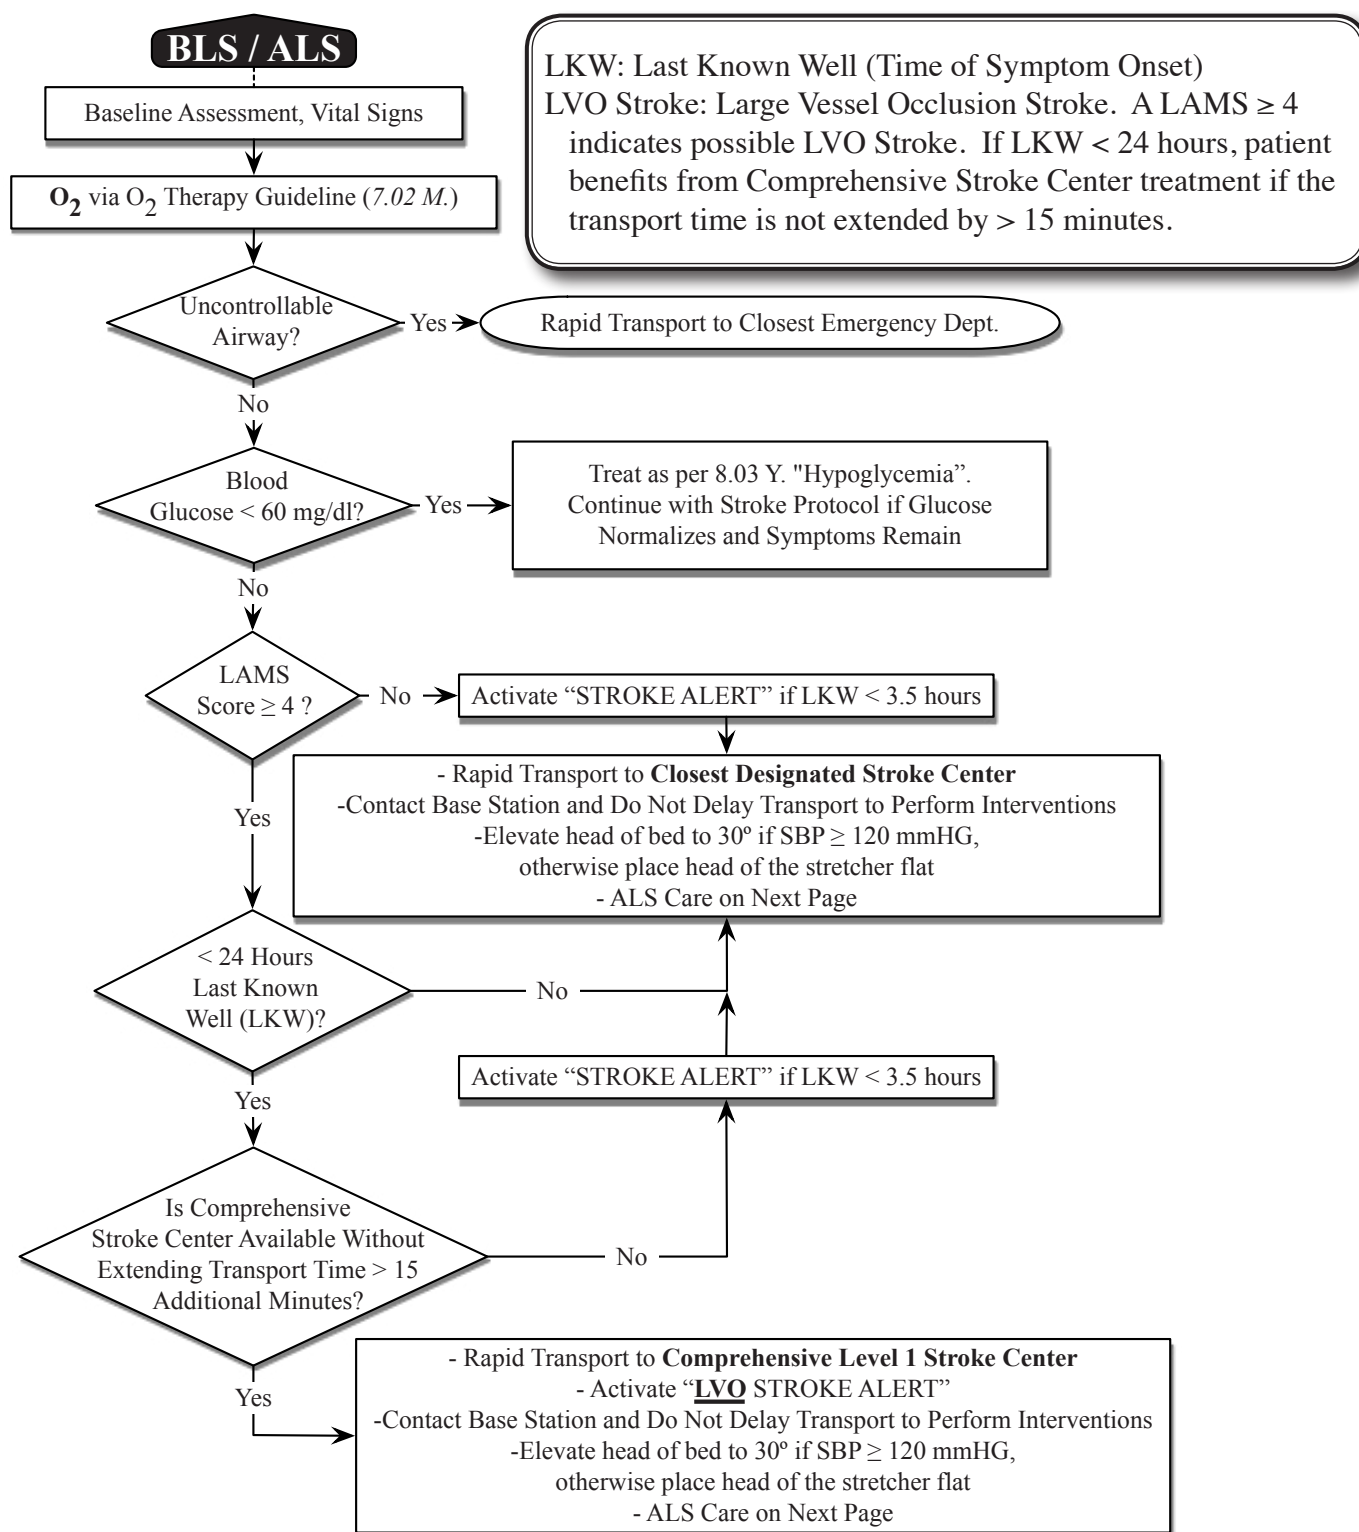 BLS / ALS
LKW: Last Known Well (Time of Symptom Onset)
LVO Stroke: Large Vessel Occlusion Stroke. A LAMS ≥ 4
indicates possible LVO Stroke. If LKW < 24 hours, patient
benefits from Comprehensive Stroke Center treatment if the
transport time is not extended by > 15 minutes.
Baseline Assessment, Vital Signs
O2 via O2 Therapy Guideline (7.02 M.)
Uncontrollable
Airway?
Yes
Rapid Transport to Closest Emergency Dept.
No
Blood
Glucose < 60 mg/dl?
Yes
Treat as per 8.03 Y. "Hypoglycemia”.
Continue with Stroke Protocol if Glucose
Normalizes and Symptoms Remain
No
LAMS
Score ≥ 4 ?
No
Activate “STROKE ALERT” if LKW < 3.5 hours
- Rapid Transport to Closest Designated Stroke Center
-Contact Base Station and Do Not Delay Transport to Perform Interventions
-Elevate head of bed to 30º if SBP ≥ 120 mmHG,
otherwise place head of the stretcher flat
- ALS Care on Next Page
Yes
< 24 Hours
Last Known
Well (LKW)?
No
Activate “STROKE ALERT” if LKW < 3.5 hours
Yes
Is Comprehensive
Stroke Center Available Without
Extending Transport Time > 15
Additional Minutes?
No
Yes
- Rapid Transport to Comprehensive Level 1 Stroke Center
- Activate “LVO STROKE ALERT”
-Contact Base Station and Do Not Delay Transport to Perform Interventions
-Elevate head of bed to 30º if SBP ≥ 120 mmHG,
otherwise place head of the stretcher flat
- ALS Care on Next Page